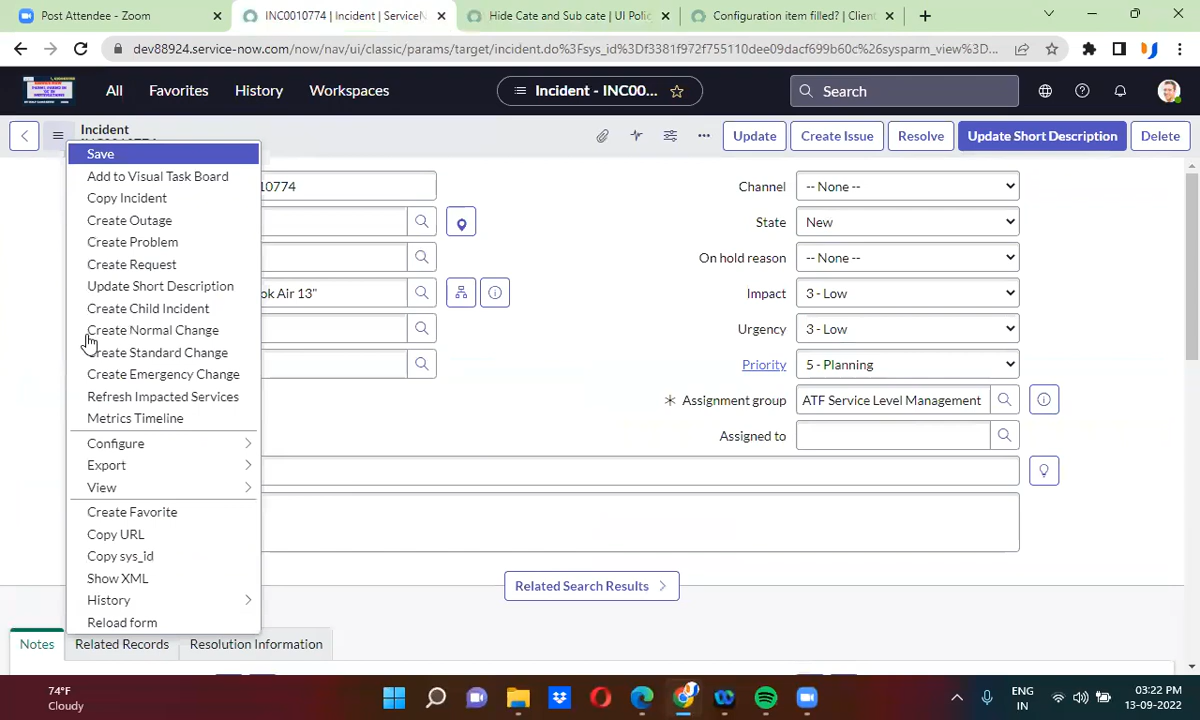 Post Attendee - Zoom
INC0010774 | Incident | ServiceN
Hide Cate and Sub cate | UI Polic
Configuration item filled? | Client
dev88924.service-now.com/now/nav/ui/classic/params/target/incident.do%3Fsys_id%3Df3381f972f755110dee09dacf699b60c%26sysparm_view%3D...
All
Favorites
History
Workspaces
Incident - INC00...
Search
Incident
Update
Create Issue
Resolve
Update Short Description
Delete
Save
Add to Visual Task Board
Copy Incident
Create Outage
Create Problem
Create Request
Update Short Description
Create Child Incident
Create Normal Change
Create Standard Change
Create Emergency Change
Refresh Impacted Services
Metrics Timeline
Configure
Export
View
Create Favorite
Copy URL
Copy sys_id
Show XML
History
Reload form
10774
ok Air 13"
Channel
-- None --
State
New
On hold reason
-- None --
Impact
3 - Low
Urgency
3 - Low
Priority
5 - Planning
Assignment group
ATF Service Level Management
Assigned to
Related Search Results
Notes
Related Records
Resolution Information
74°F
Cloudy
ENG
IN
03:22 PM
13-09-2022